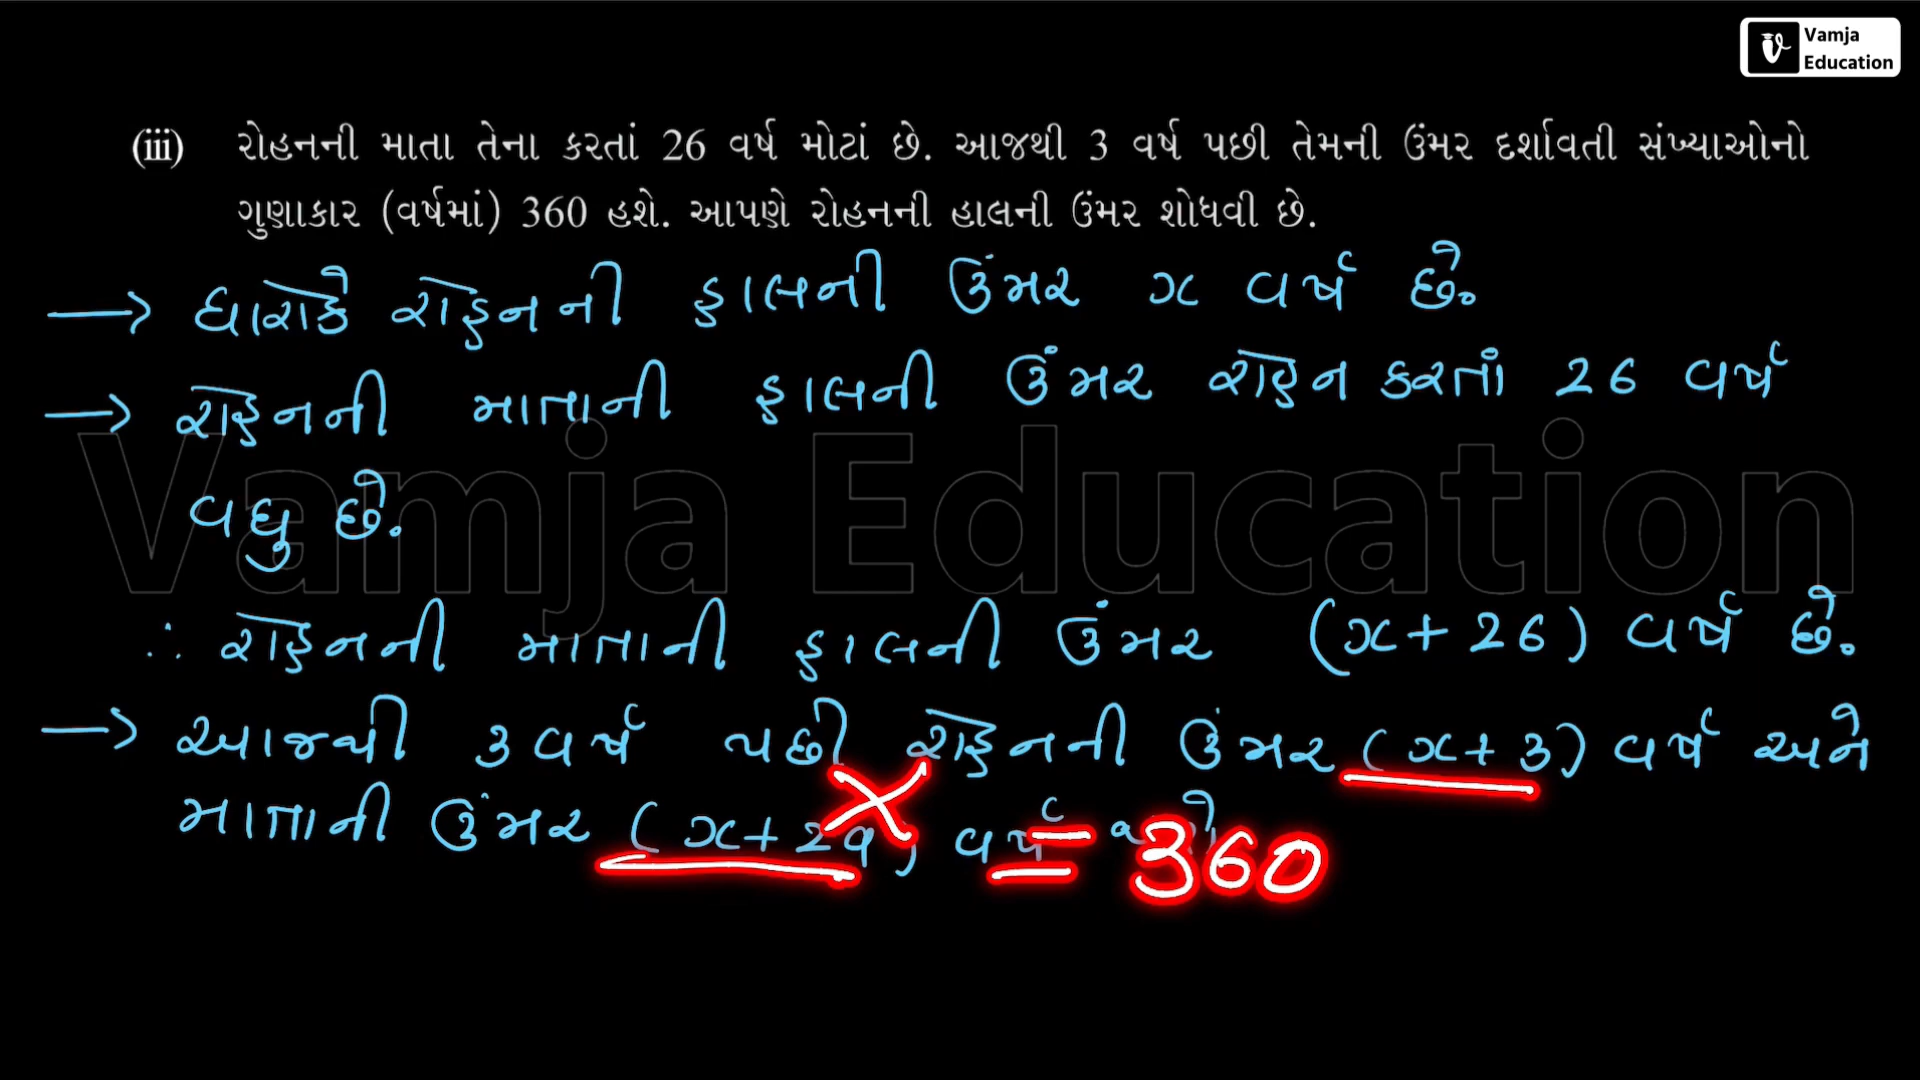 Vamja
Education
(iii) રોહનની માતા તેના કરતાં 26 વર્ષ મોટાં છે. આજથી 3 વર્ષ પછી તેમની ઉંમર દર્શાવતી સંખ્યાઓનો
ગુણાકાર (વર્ષમાં) 360 હશે. આપણે રોહનની હાલની ઉંમર શોધવી છે.
→ ધારોકે રોહનની હાલની ઉંમર x વર્ષ છે.
→ રોહનની માતાની હાલની ઉંમર રોહન કરતાં 26 વર્ષ
વધુ છે.
Vamja Education
∴ રોહનની માતાની હાલની ઉંમર (x + 26) વર્ષ છે.
→ આજથી 3 વર્ષ પછી રોહનની ઉંમર (x + 3) વર્ષ અને
માતાની ઉંમર (x + 29) વર્ષ × = 360